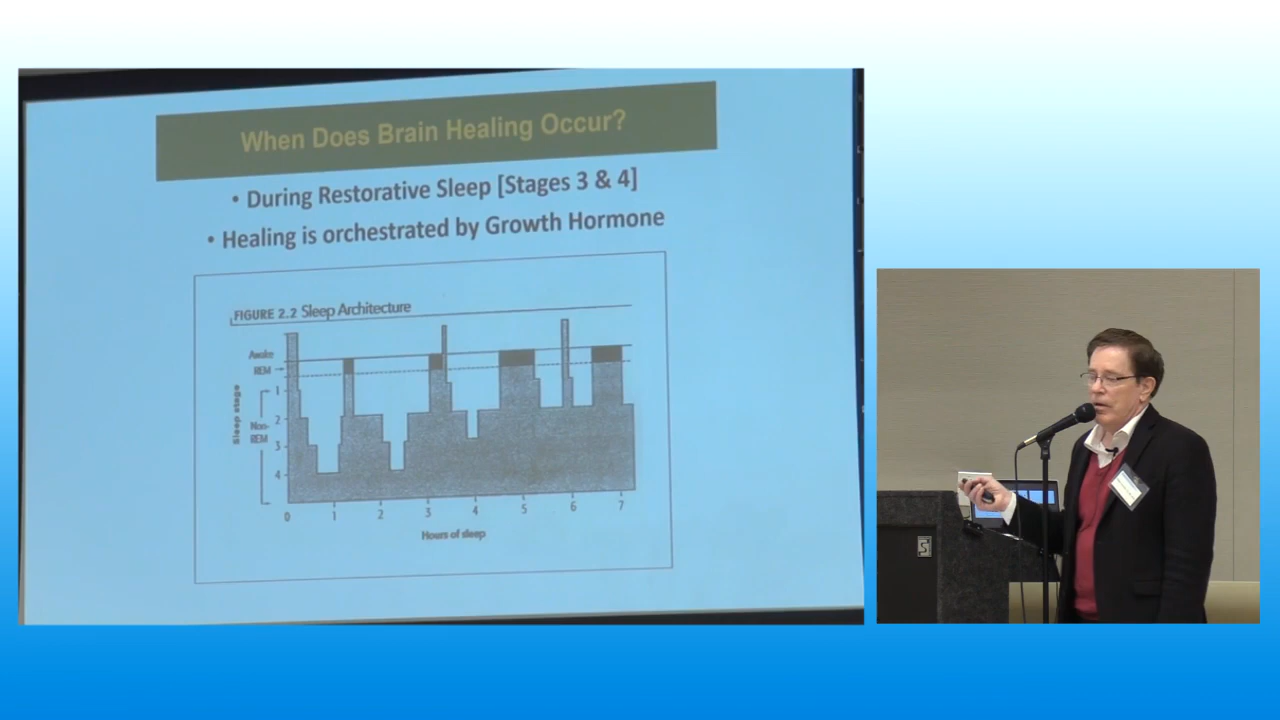 When Does Brain Healing Occur?
• During Restorative Sleep [Stages 3 & 4]
• Healing is orchestrated by Growth Hormone
FIGURE 2.2 Sleep Architecture
Awake
REM
Sleep stage
Non-
REM
1
2
3
4
0 1 2 3 4 5 6 7
Hours of sleep